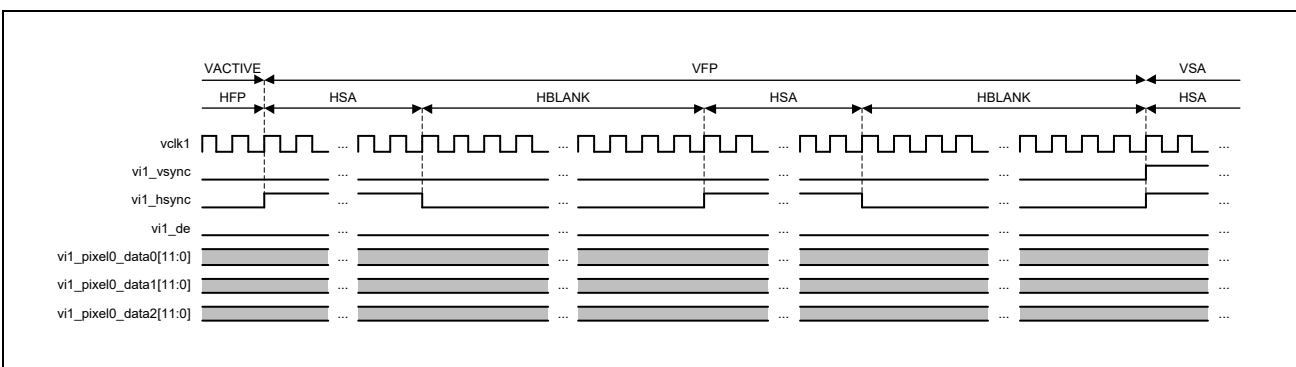 VACTIVE VFP VSA
HFP HSA HBLANK HSA HBLANK HSA
vclk1 ... ... ... ... ...
vi1_vsync ... ... ... ... ...
vi1_hsync ... ... ... ... ...
vi1_de ... ... ... ... ...
vi1_pixel0_data0[11:0] ... ... ... ... ...
vi1_pixel0_data1[11:0] ... ... ... ... ...
vi1_pixel0_data2[11:0] ... ... ... ... ...